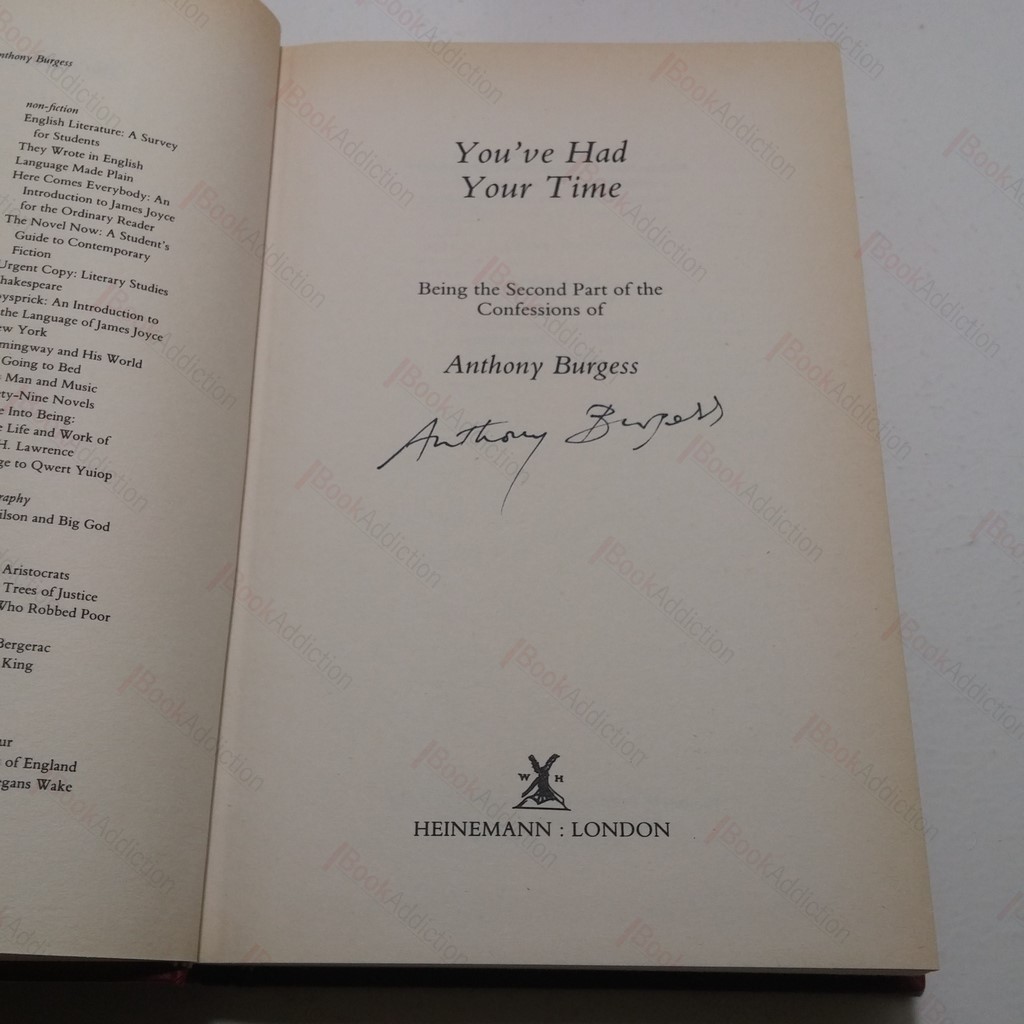 Anthony Burgess
non-fiction
English Literature: A Survey
for Students
They Wrote in English
Language Made Plain
Here Comes Everybody: An
Introduction to James Joyce
for the Ordinary Reader
The Novel Now: A Student's
Guide to Contemporary
Fiction
Urgent Copy: Literary Studies
hakespeare
ysprick: An Introduction to
the Language of James Joyce
ew York
mingway and His World
Going to Bed
Man and Music
ty-Nine Novels
e Into Being:
e Life and Work of
H. Lawrence
ge to Qwert Yuiop
raphy
ilson and Big God
Aristocrats
Trees of Justice
Who Robbed Poor
Bergerac
King
ur
of England
egans Wake
You've Had
Your Time
Being the Second Part of the
Confessions of
Anthony Burgess
Anthony Burgess
W H
HEINEMANN : LONDON
BookAddiction